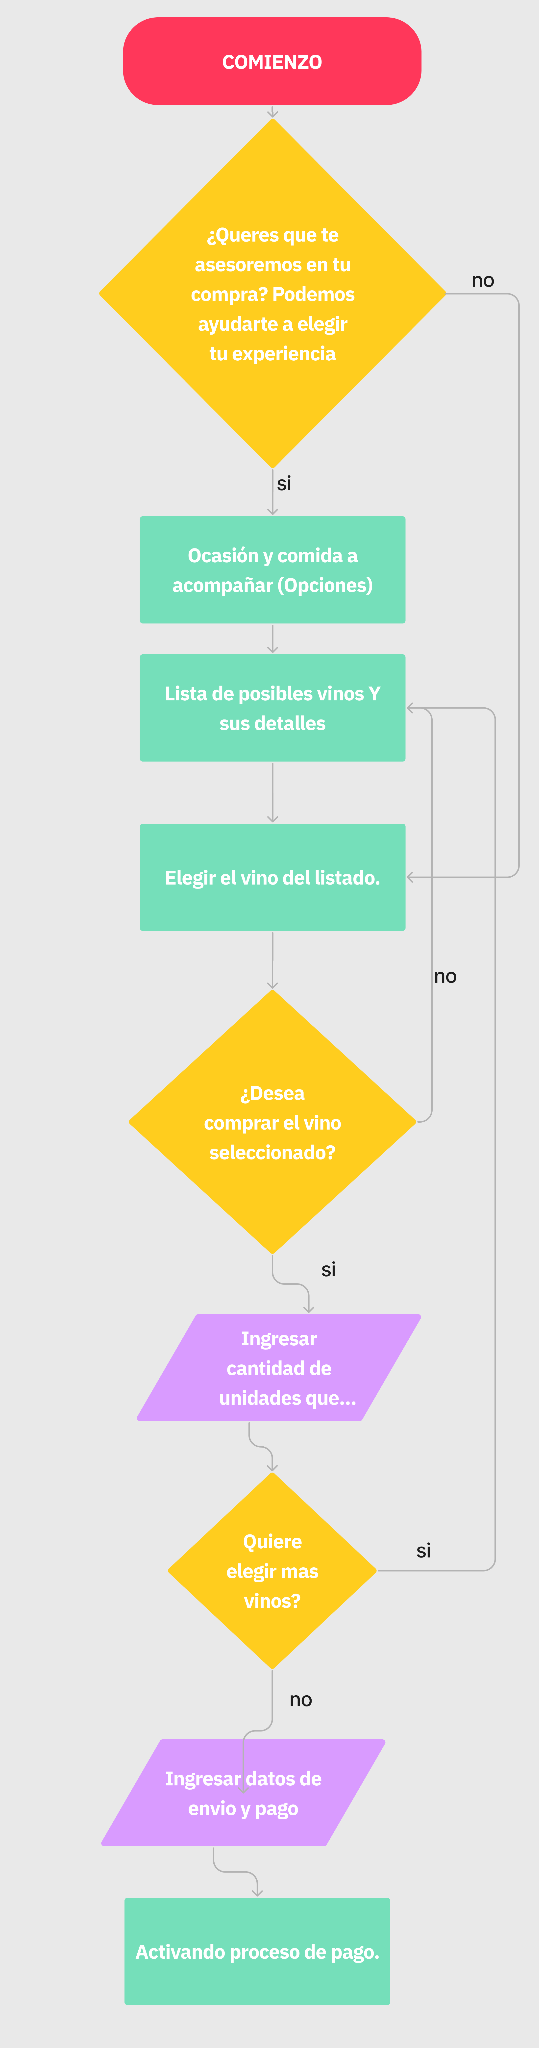 COMIENZO
¿Queres que te
asesoremos en tu
compra? Podemos
ayudarte a elegir
tu experiencia
no
si
Ocasión y comida a
acompañar (Opciones)
Lista de posibles vinos Y
sus detalles
Elegir el vino del listado.
no
¿Desea
comprar el vino
seleccionado?
si
Ingresar
cantidad de
unidades que...
Quiere
elegir mas
vinos?
si
no
Ingresar datos de
envio y pago
Activando proceso de pago.